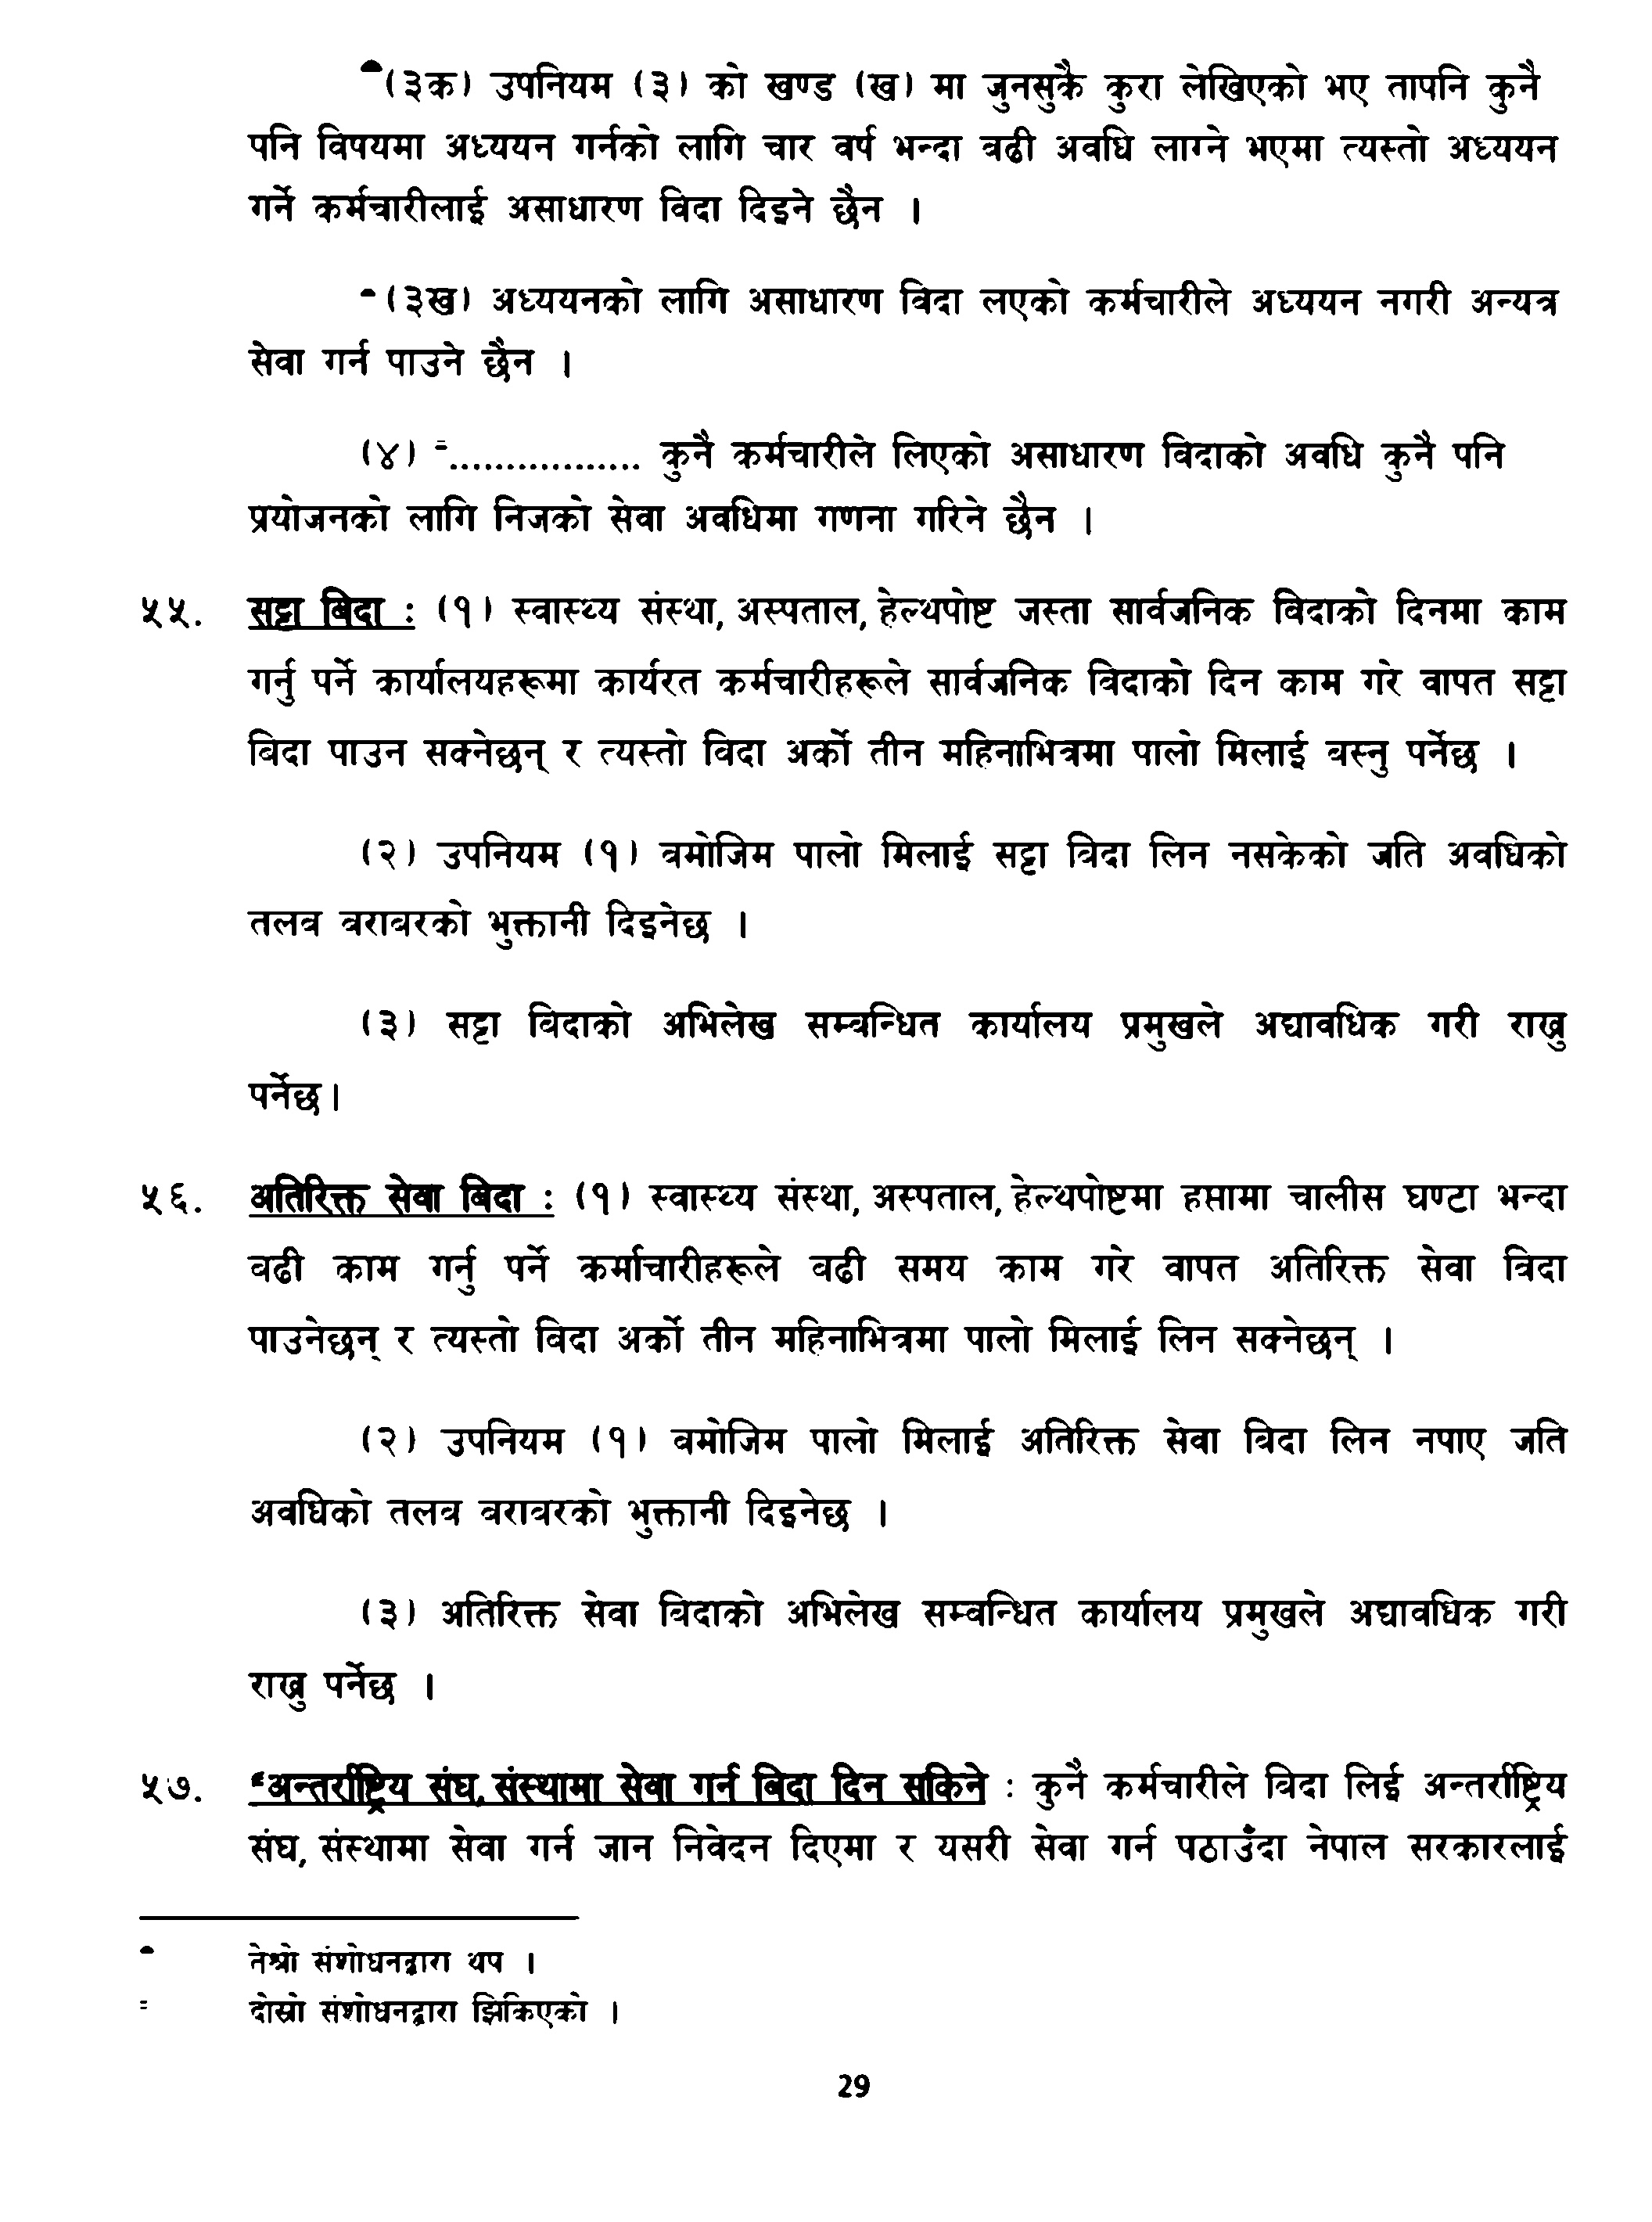 (३क) उपनियम (३) को खण्ड (ख) मा जुनसुकै कुरा लेखिएको भए तापनि कुनै
पनि विषयमा अध्ययन गर्नको लागि चार वर्ष भन्दा बढी अवधि लाग्ने भएमा त्यस्तो अध्ययन
गर्ने कर्मचारीलाई असाधारण विदा दिइने छैन ।
(३ख) अध्ययनको लागि असाधारण विदा लएको कर्मचारीले अध्ययन नगरी अन्यत्र
सेवा गर्न पाउने छैन ।
(४) ................. कुनै कर्मचारीले लिएको असाधारण विदाको अवधि कुनै पनि
प्रयोजनको लागि निजको सेवा अवधिमा गणना गरिने छैन ।
५५. सट्टा बिदा : (१) स्वास्थ्य संस्था, अस्पताल, हेल्थपोष्ट जस्ता सार्वजनिक विदाको दिनमा काम
गर्नु पर्ने कार्यालयहरूमा कार्यरत कर्मचारीहरूले सार्वजनिक विदाको दिन काम गरे वापत सट्टा
बिदा पाउन सक्नेछन् र त्यस्तो विदा अर्को तीन महिनाभित्रमा पालो मिलाई बस्नु पर्नेछ ।
(२) उपनियम (१) बमोजिम पालो मिलाई सट्टा विदा लिन नसकेको जति अवधिको
तलब बराबरको भुक्तानी दिइनेछ ।
(३) सट्टा विदाको अभिलेख सम्बन्धित कार्यालय प्रमुखले अद्यावधिक गरी राख्नु
पर्नेछ।
५६. अतिरिक्त सेवा बिदा : (१) स्वास्थ्य संस्था, अस्पताल, हेल्थपोष्टमा हप्तामा चालीस घण्टा भन्दा
बढी काम गर्नु पर्ने कर्माचारीहरूले बढी समय काम गरे वापत अतिरिक्त सेवा विदा
पाउनेछन् र त्यस्तो विदा अर्को तीन महिनाभित्रमा पालो मिलाई लिन सक्नेछन् ।
(२) उपनियम (१) बमोजिम पालो मिलाई अतिरिक्त सेवा विदा लिन नपाए जति
अवधिको तलब बराबरको भुक्तानी दिइनेछ ।
(३) अतिरिक्त सेवा विदाको अभिलेख सम्बन्धित कार्यालय प्रमुखले अद्यावधिक गरी
राख्नु पर्नेछ ।
५७. अन्तर्राष्ट्रिय संघ, संस्थामा सेवा गर्न बिदा दिन सकिने : कुनै कर्मचारीले विदा लिई अन्तर्राष्ट्रिय
संघ, संस्थामा सेवा गर्न जान निवेदन दिएमा र यसरी सेवा गर्न पठाउँदा नेपाल सरकारलाई
तेश्रो संशोधनद्वारा थप ।
दोस्रो संशोधनद्वारा झिकिएको ।
29